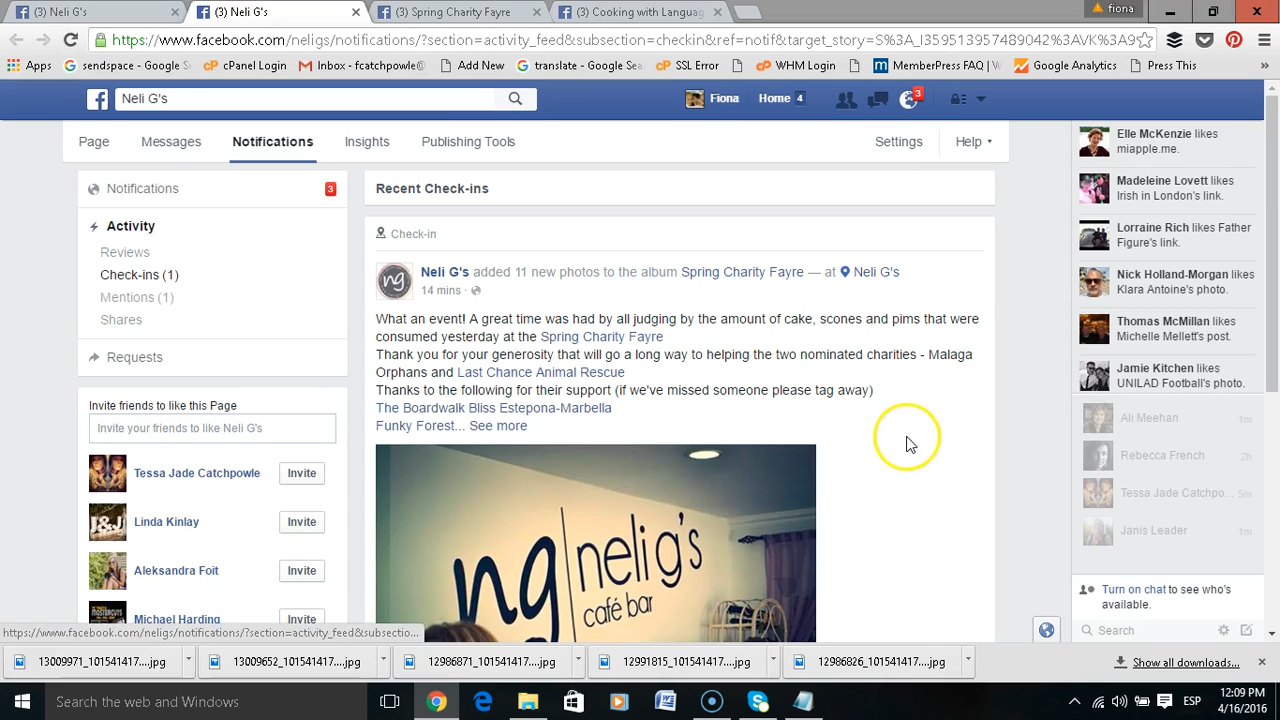 (3) Neli G's
(3) Neli G's
(3) Spring Charity Fayre
(3) Cooking with Languag
fiona
https://www.facebook.com/neligs/notifications/?section=activity_feed&subsection=checkin&ref=notif&target_story=S%3A_I359513957489042%3AVK%3A9
Apps
sendspace - Google S
cPanel Login
Inbox - fcatchpowle@
Add New
translate - Google Se
SSL Error
WHM Login
MemberPress FAQ | W
Google Analytics
Press This
Neli G's
Fiona
Home 4
3
Page
Messages
Notifications
Insights
Publishing Tools
Settings
Help
Notifications
3
Activity
Reviews
Check-ins (1)
Mentions (1)
Shares
Requests
Invite friends to like this Page
Invite your friends to like Neli G's
Tessa Jade Catchpowle
Invite
Linda Kinlay
Invite
Aleksandra Foit
Invite
Michael Harding
Invite
Recent Check-ins
Check-in
Neli G's added 11 new photos to the album Spring Charity Fayre — at Neli G's
14 mins ·
What an event! A great time was had by all judging by the amount of cake, scones and pims that were
consumed yesterday at the Spring Charity Fayre
Thank you for your generosity that will go a long way to helping the two nominated charities - Malaga
Orphans and Last Chance Animal Rescue
Thanks to the following for their support (if we've missed someone please tag away)
The Boardwalk Bliss Estepona-Marbella
Funky Forest... See more
ng
ng
nelig's
café bar
Elle McKenzie likes
miapple.me.
Madeleine Lovett likes
Irish in London's link.
Lorraine Rich likes Father
Figure's link.
Nick Holland-Morgan likes
Klara Antoine's photo.
Thomas McMillan likes
Michelle Mellett's post.
Jamie Kitchen likes
UNILAD Football's photo.
Ali Meehan 1m
Rebecca French 2h
Tessa Jade Catchpo... 5m
Janis Leader 1m
Turn on chat to see who's
available.
Search
https://www.facebook.com/neligs/notifications/?section=activity_feed&subsectio...
13009971_101541417....jpg
13009652_101541417....jpg
12986871_101541417....jpg
12991815_101541417....jpg
12986826_101541417....jpg
Show all downloads...
Search the web and Windows
ESP
12:09 PM
4/16/2016